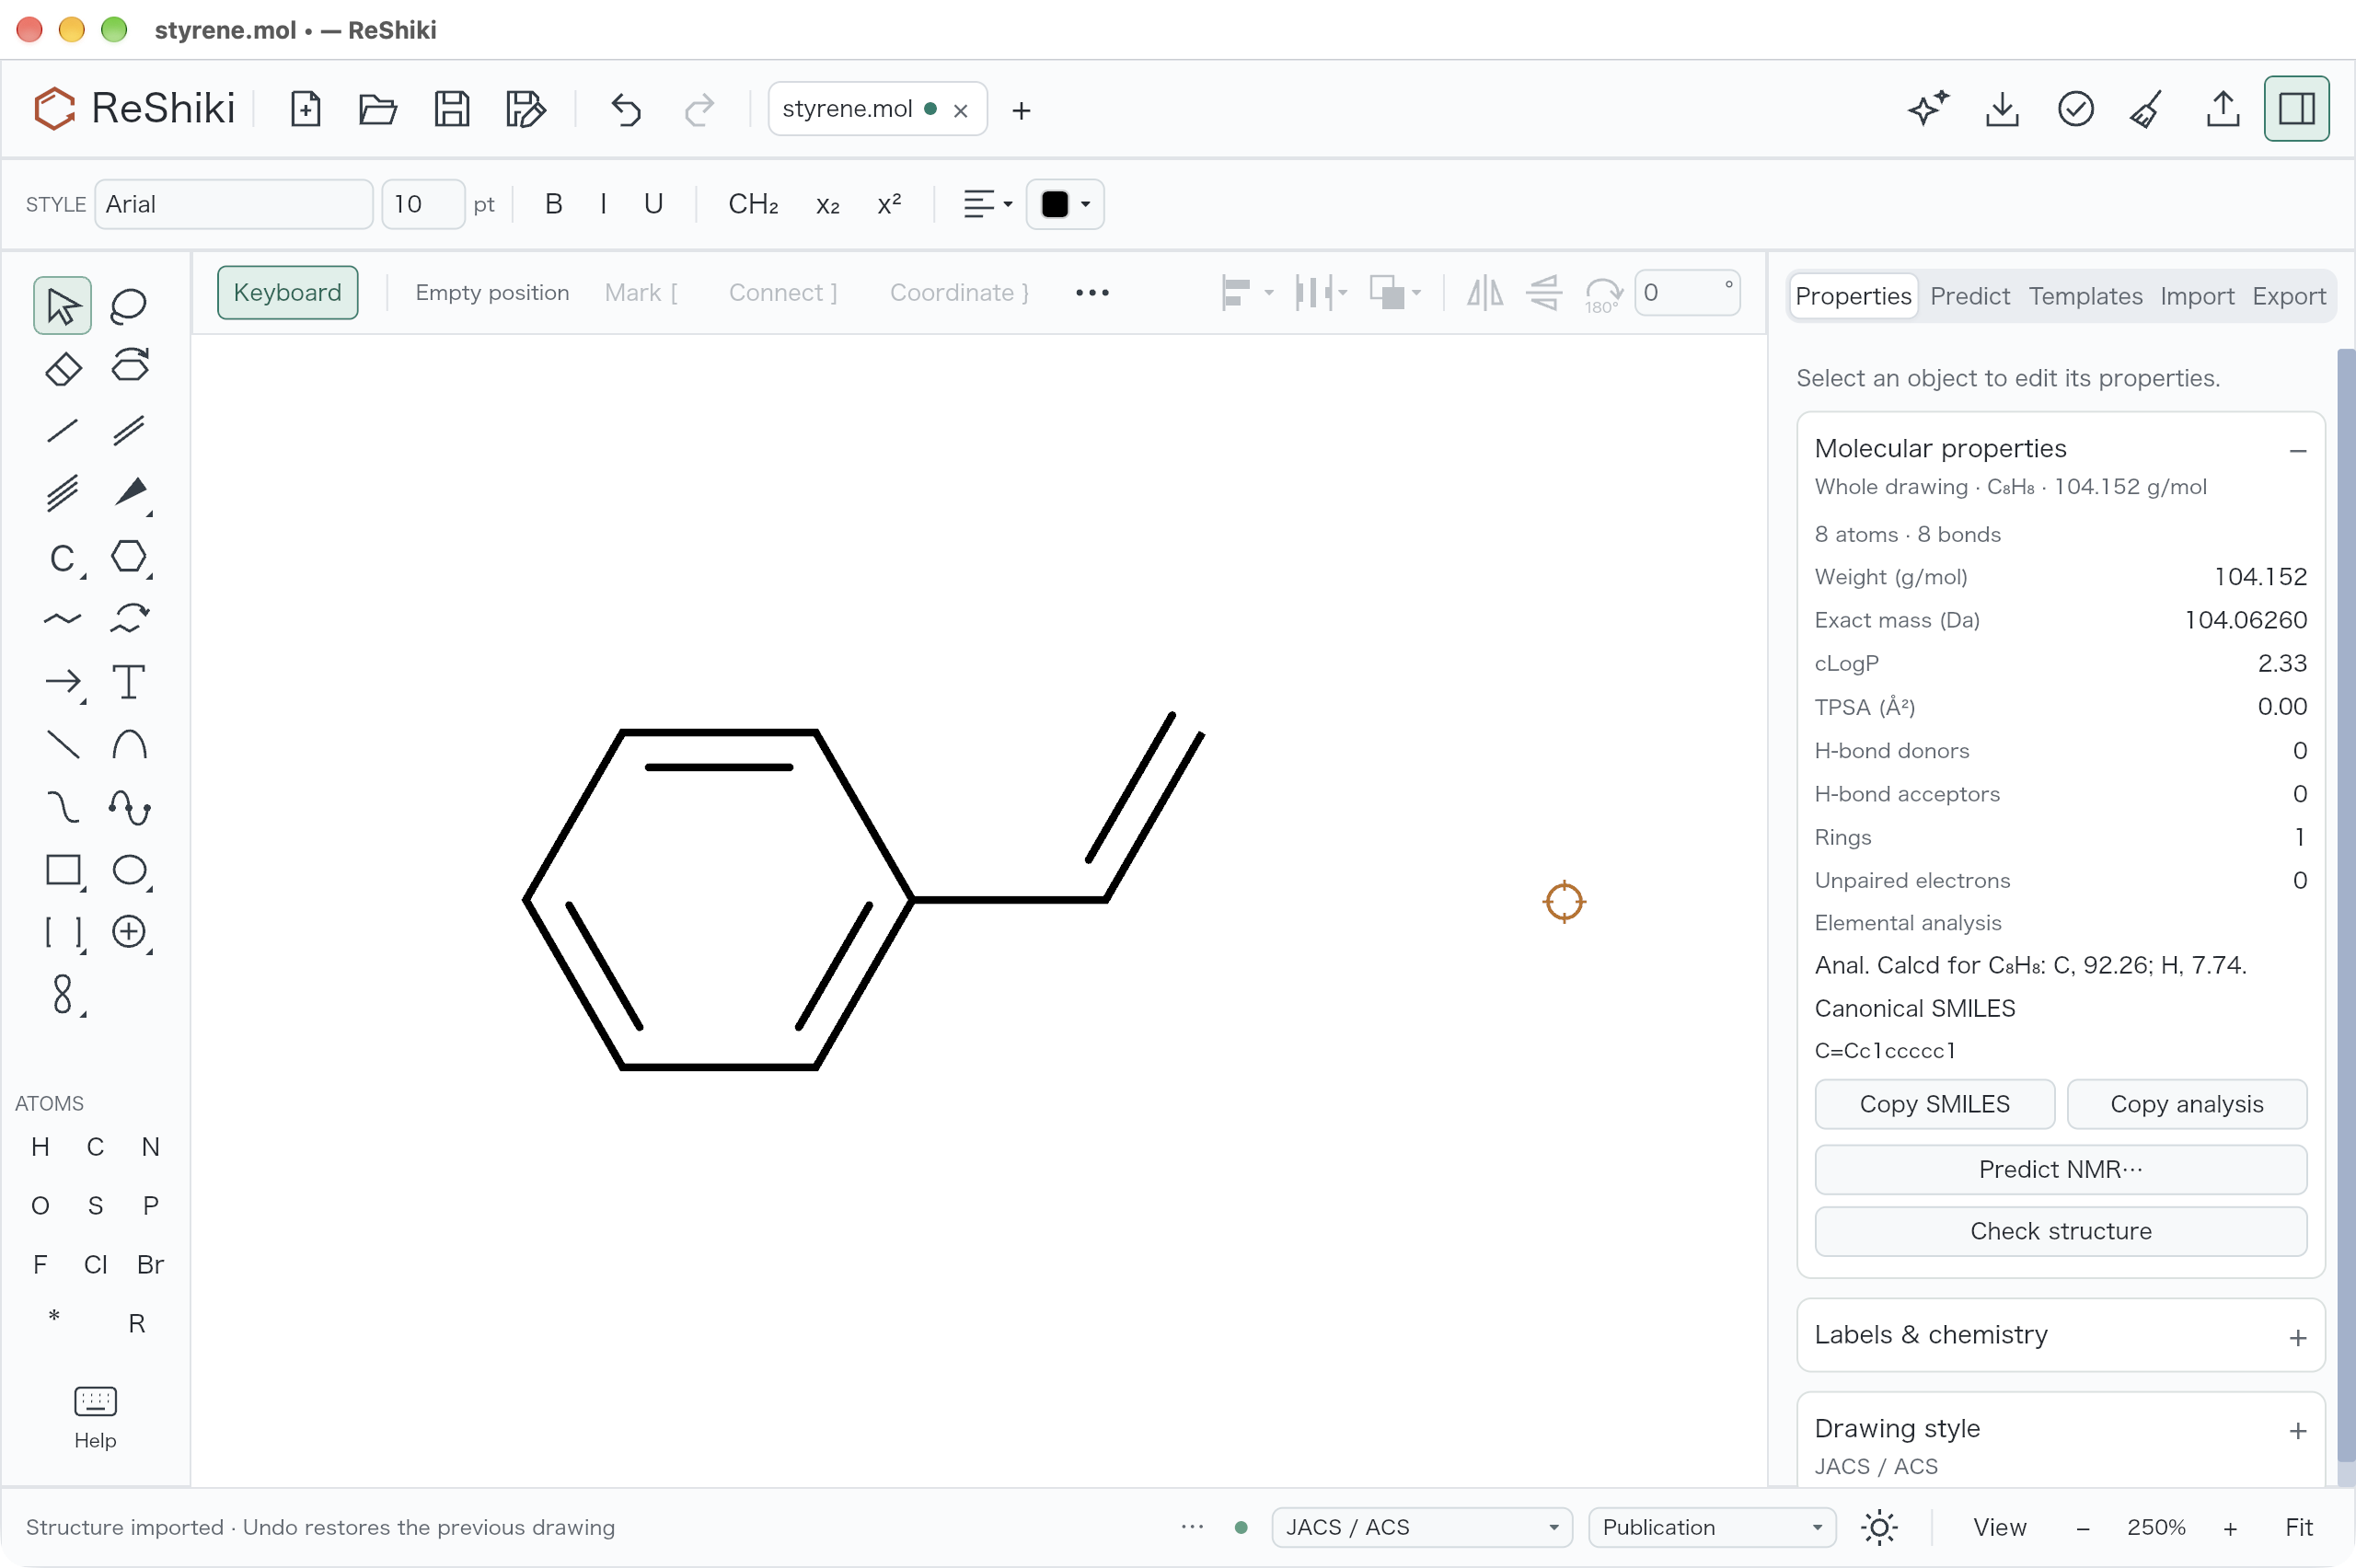 styrene.mol • — ReShiki
ReShiki
styrene.mol ● × +
STYLE Arial 10 pt B I U CH₂ x₂ x²
Keyboard Empty position Mark [ Connect ] Coordinate } ••• 180° 0 °
Properties Predict Templates Import Export
Select an object to edit its properties.
Molecular properties −
Whole drawing · C₈H₈ · 104.152 g/mol
8 atoms · 8 bonds
Weight (g/mol) 104.152
Exact mass (Da) 104.06260
cLogP 2.33
TPSA (Å²) 0.00
H-bond donors 0
H-bond acceptors 0
Rings 1
Unpaired electrons 0
Elemental analysis
Anal. Calcd for C₈H₈: C, 92.26; H, 7.74.
Canonical SMILES
C=Cc1ccccc1
Copy SMILES Copy analysis
Predict NMR···
Check structure
Labels & chemistry +
Drawing style +
JACS / ACS
C
T
[ ]
ATOMS
H C N
O S P
F Cl Br
* R
Help
Structure imported · Undo restores the previous drawing
··· JACS / ACS Publication View − 250% + Fit